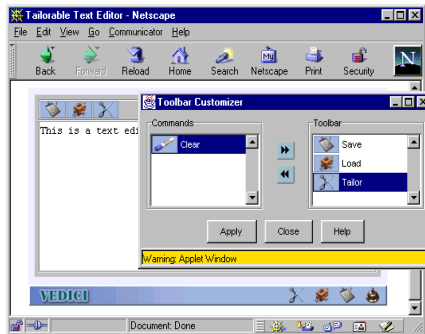 Tailorable Text Editor - Netscape
File Edit View Go Communicator Help
Back Forward Reload Home Search Netscape Print Security
N
Toolbar Customizer
This is a text edi
Commands Toolbar
Clear Save
Load
Tailor
Apply Close Help
Warning: Applet Window
VEDICI
Document: Done